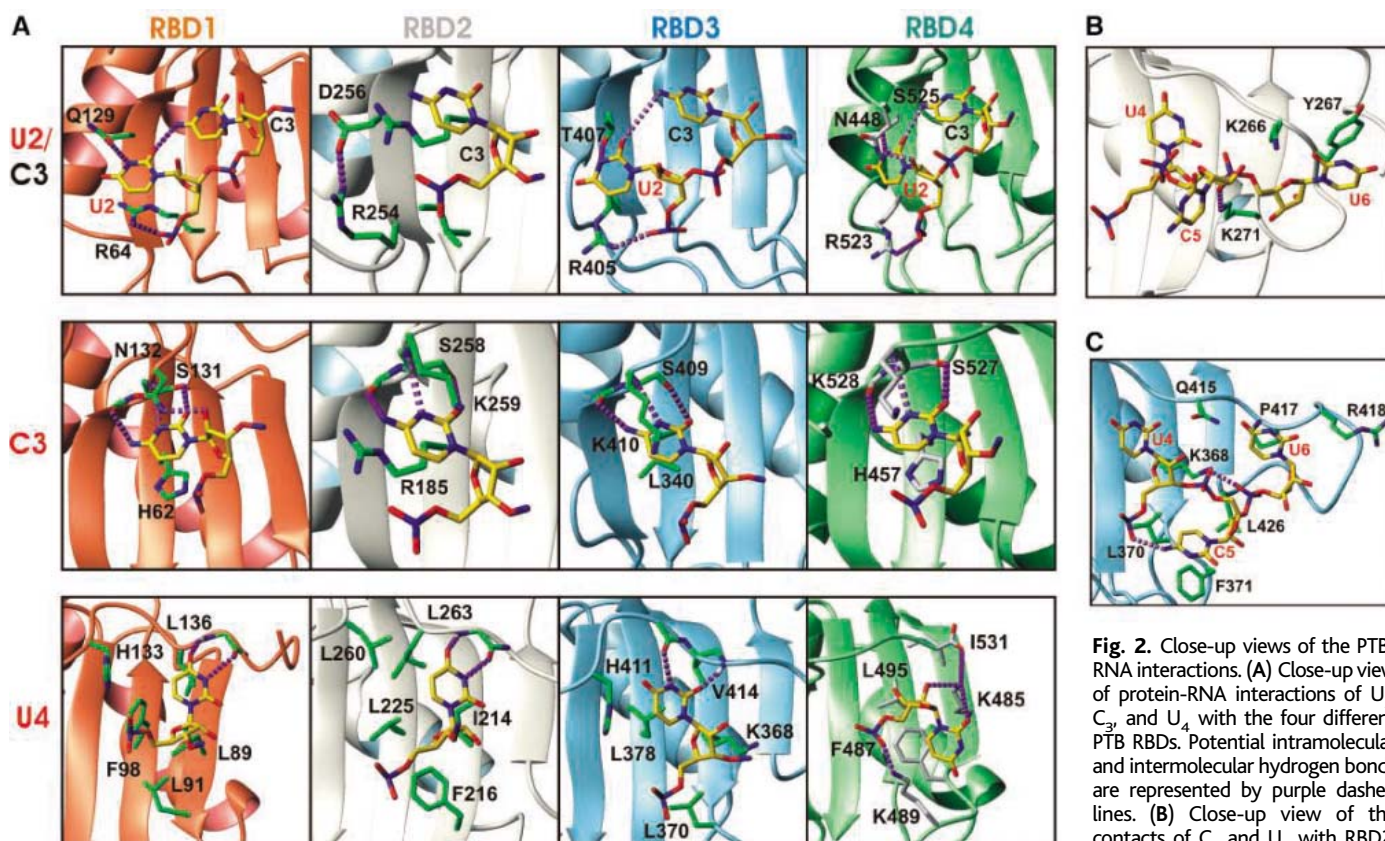 A
RBD1
RBD2
RBD3
RBD4
U2/
C3
Q129
C3
U2
R64
D256
C3
R254
T407
C3
U2
R405
S525
N448
C3
U2
R523
C3
N132
S131
H62
S258
K259
R185
S409
K410
L340
K528
S527
H457
U4
L136
H133
L89
F98
L91
L263
L260
L225
I214
F216
H411
V414
K368
L378
L370
I531
L495
K485
F487
K489
B
U4
K266
Y267
C5
K271
U6
C
Q415
P417
R418
U4
U6
K368
L426
L370
C5
F371
Fig. 2. Close-up views of the PTB
RNA interactions. (A) Close-up view
of protein-RNA interactions of U
C3, and U4 with the four differen
PTB RBDs. Potential intramolecula
and intermolecular hydrogen bond
are represented by purple dashe
lines. (B) Close-up view of th